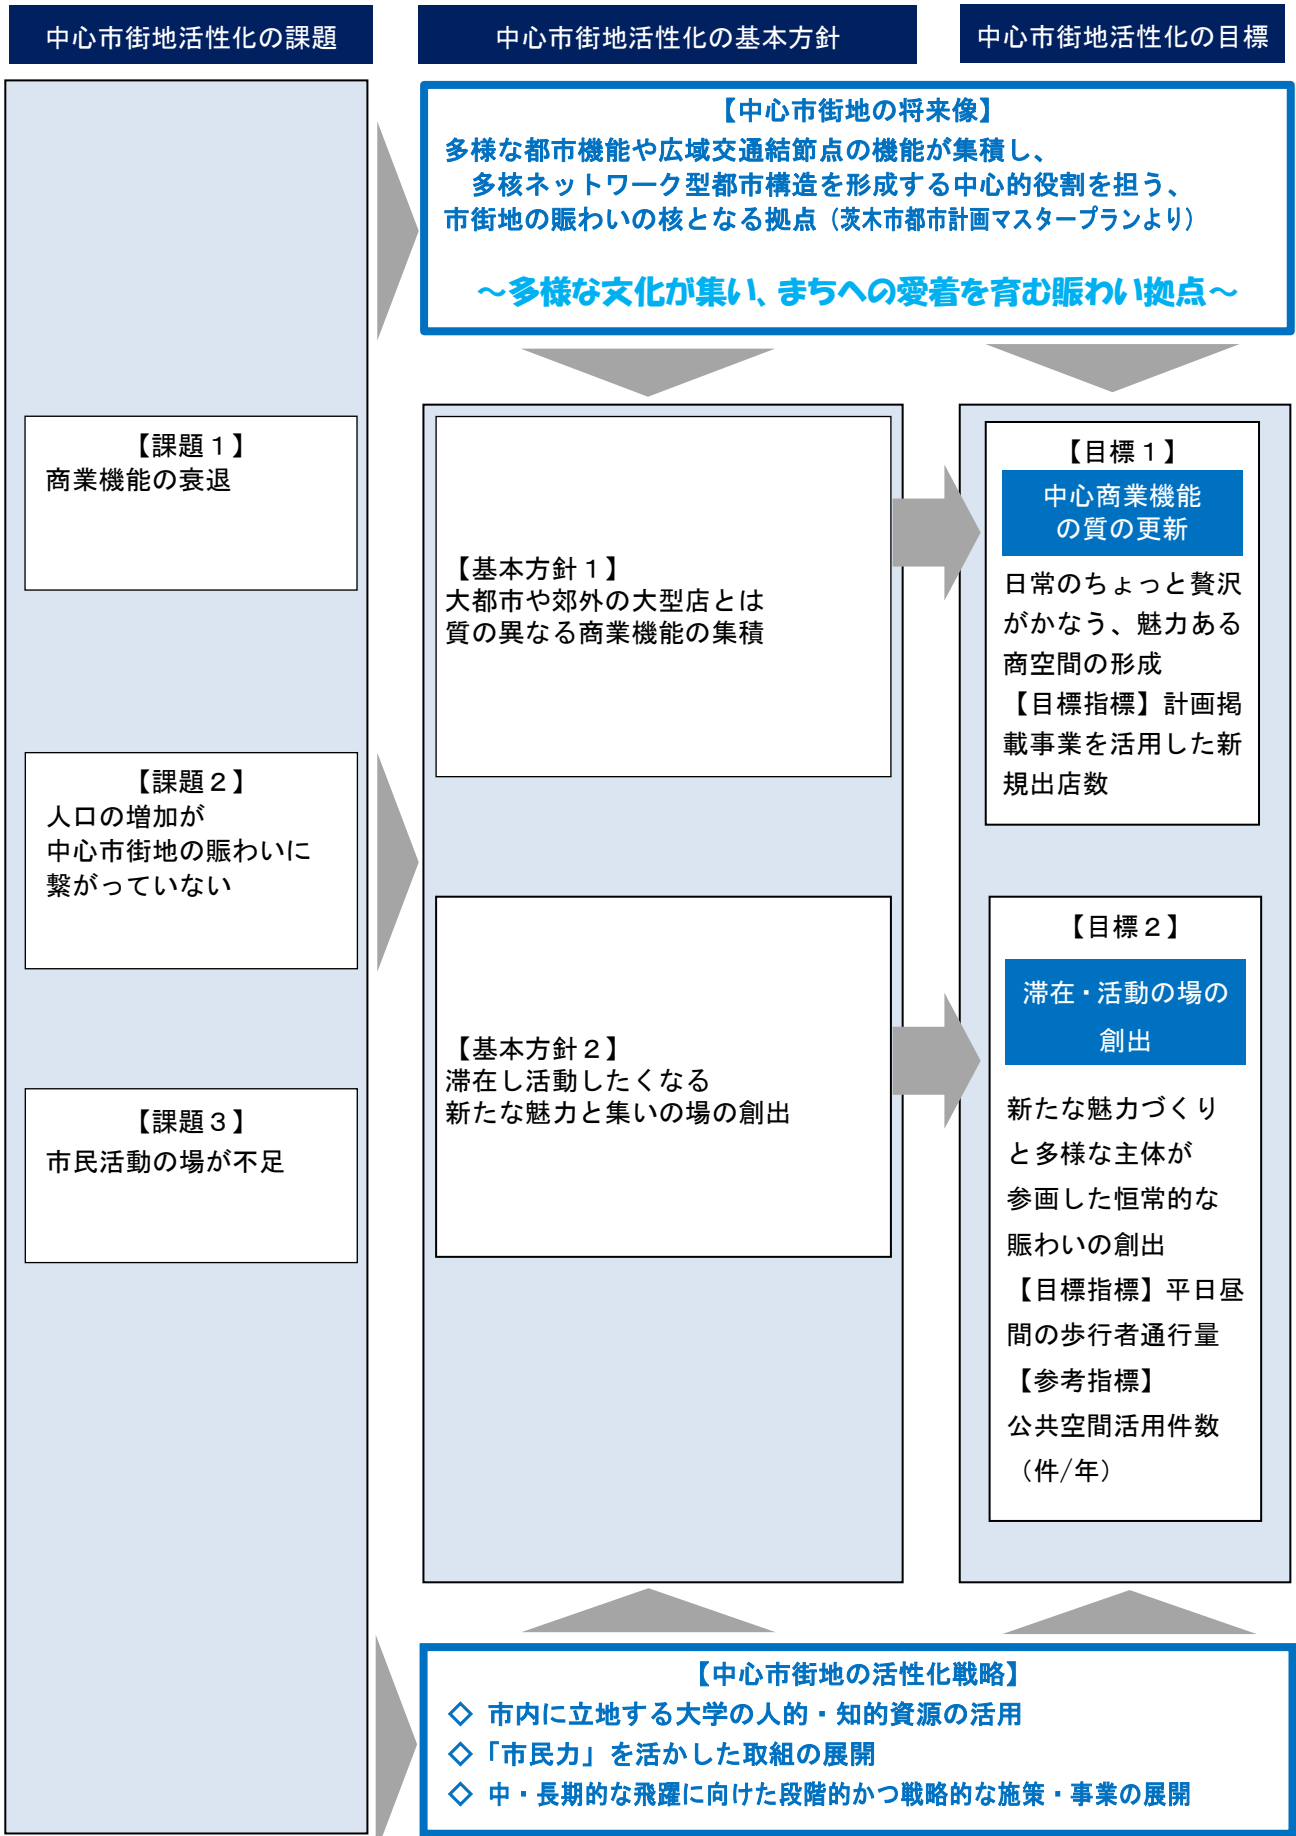 中心市街地活性化の課題
中心市街地活性化の基本方針
中心市街地活性化の目標
【中心市街地の将来像】
多様な都市機能や広域交通結節点の機能が集積し、
多核ネットワーク型都市構造を形成する中心的役割を担う、
市街地の賑わいの核となる拠点（茨木市都市計画マスタープランより）
～多様な文化が集い、まちへの愛着を育む賑わい拠点～
【課題１】
商業機能の衰退
【課題２】
人口の増加が
中心市街地の賑わいに
繋がっていない
【課題３】
市民活動の場が不足
【基本方針１】
大都市や郊外の大型店とは
質の異なる商業機能の集積
【基本方針２】
滞在し活動したくなる
新たな魅力と集いの場の創出
【目標１】
中心商業機能
の質の更新
日常のちょっと贅沢
がかなう、魅力ある
商空間の形成
【目標指標】計画掲
載事業を活用した新
規出店数
【目標２】
滞在・活動の場の
創出
新たな魅力づくり
と多様な主体が
参画した恒常的な
賑わいの創出
【目標指標】平日昼
間の歩行者通行量
【参考指標】
公共空間活用件数
（件/年）
【中心市街地の活性化戦略】
◇ 市内に立地する大学の人的・知的資源の活用
◇「市民力」を活かした取組の展開
◇ 中・長期的な飛躍に向けた段階的かつ戦略的な施策・事業の展開